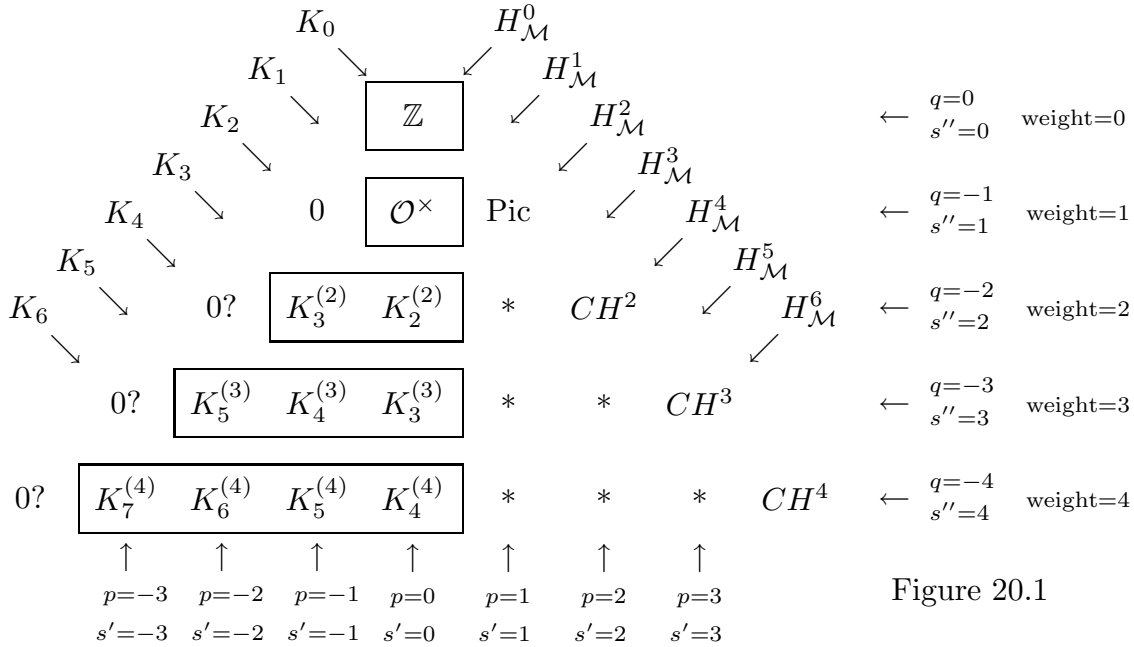 K_0 H^0_ℳ
K_1 H^1_ℳ
K_2 ℤ H^2_ℳ ← q=0 s''=0 weight=0
K_3 H^3_ℳ
K_4 0 𝒪^× Pic H^4_ℳ ← q=−1 s''=1 weight=1
K_5 H^5_ℳ
K_6 0? K_3^{(2)} K_2^{(2)} * CH^2 H^6_ℳ ← q=−2 s''=2 weight=2
0? K_5^{(3)} K_4^{(3)} K_3^{(3)} * * CH^3 ← q=−3 s''=3 weight=3
0? K_7^{(4)} K_6^{(4)} K_5^{(4)} K_4^{(4)} * * * CH^4 ← q=−4 s''=4 weight=4
p=−3 p=−2 p=−1 p=0 p=1 p=2 p=3
s'=−3 s'=−2 s'=−1 s'=0 s'=1 s'=2 s'=3
Figure 20.1